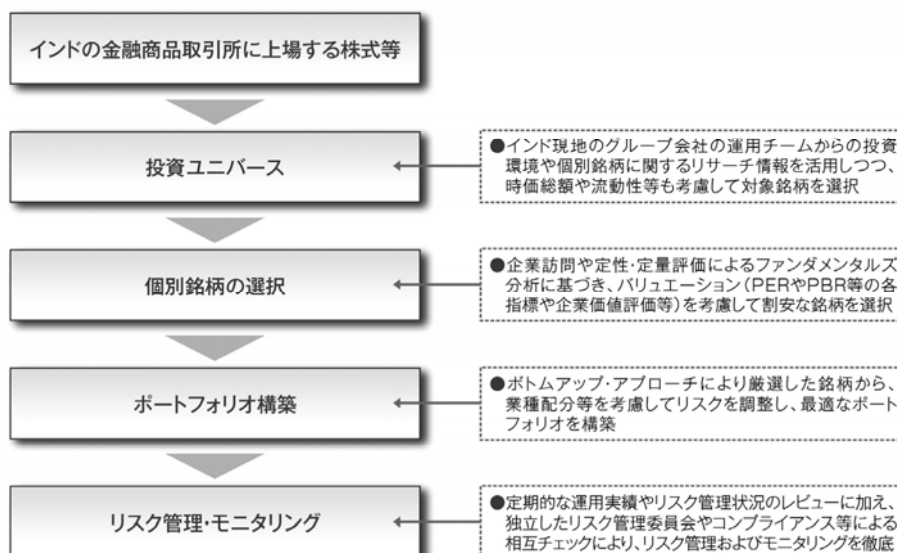 インドの金融商品取引所に上場する株式等
投資ユニバース
●インド現地のグループ会社の運用チームからの投資
環境や個別銘柄に関するリサーチ情報を活用しつつ、
時価総額や流動性等も考慮して対象銘柄を選択
個別銘柄の選択
●企業訪問や定性・定量評価によるファンダメンタルズ
分析に基づき、バリュエーション（PERやPBR等の各
指標や企業価値評価等）を考慮して割安な銘柄を選択
ポートフォリオ構築
●ボトムアップ・アプローチにより厳選した銘柄から、
業種配分等を考慮してリスクを調整し、最適なポート
フォリオを構築
リスク管理・モニタリング
●定期的な運用実績やリスク管理状況のレビューに加え、
独立したリスク管理委員会やコンプライアンス等による
相互チェックにより、リスク管理およびモニタリングを徹底